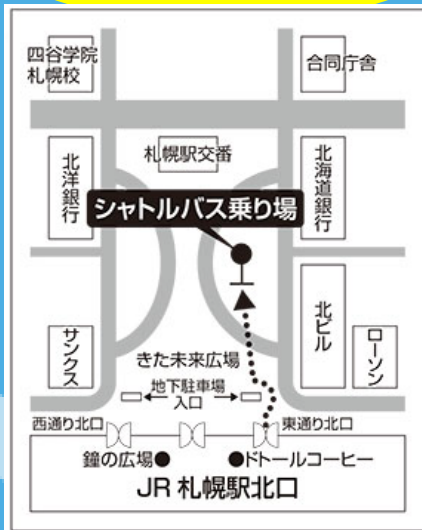 四谷学院
札幌校
合同庁舎
北洋銀行
札幌駅交番
北海道銀行
シャトルバス乗り場
サンクス
北ビル
ローソン
きた未来広場
地下駐車場
入口
西通り北口
東通り北口
鐘の広場
ドトールコーヒー
JR 札幌駅北口